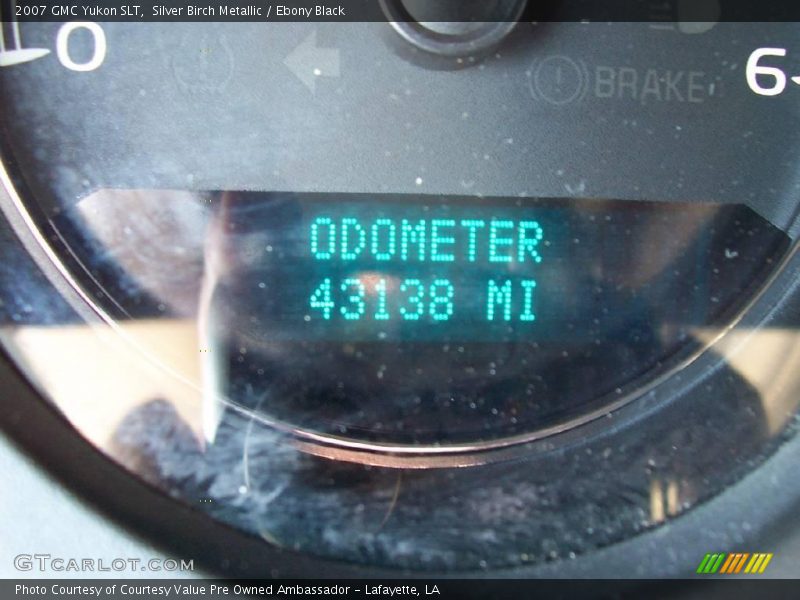 2007 GMC Yukon SLT, Silver Birch Metallic / Ebony Black
0
BRAKE
6
ODOMETER
43138 MI
GTCARLOT.COM
Photo Courtesy of Courtesy Value Pre Owned Ambassador - Lafayette, LA